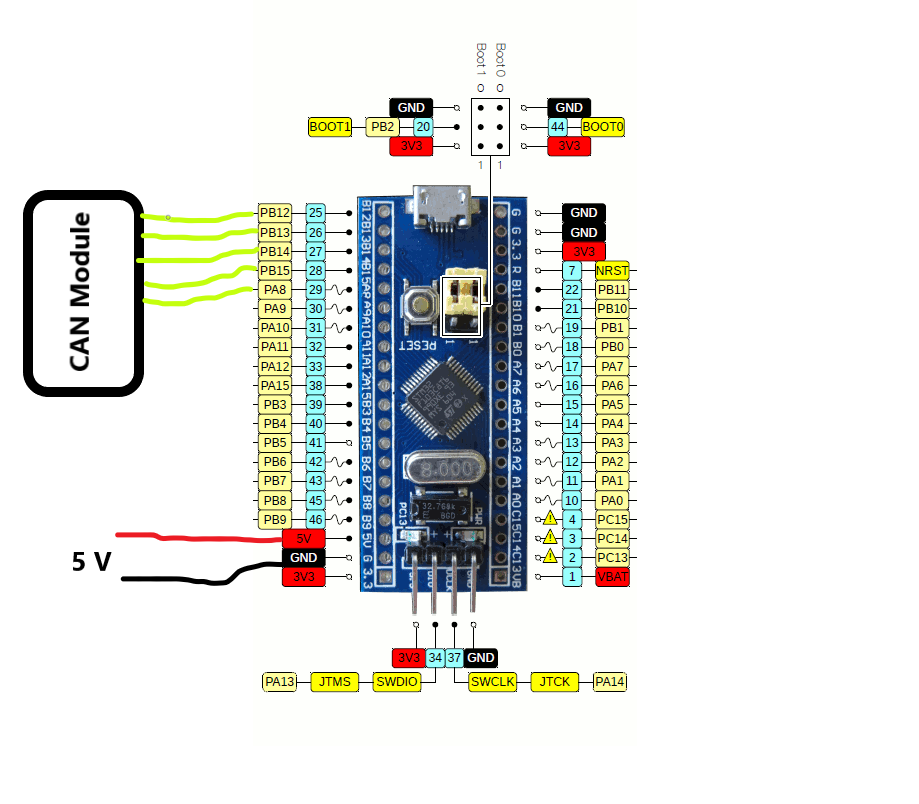 Boot 1
Boot 0
GND
GND
BOOT1 PB2 20
44 BOOT0
3V3
3V3
1 1
CAN Module
PB12 25
PB13 26
PB14 27
PB15 28
PA8 29
PA9 30
PA10 31
PA11 32
PA12 33
PA15 38
PB3 39
PB4 40
PB5 41
PB6 42
PB7 43
PB8 45
PB9 46
5V
GND
3V3
5 V
B12 B13 B14 B15 A8 A9 A10 A11 A12 A15 B3 B4 B5 B6 B7 B8 B9 5V G 3.3
RESET
1 1
8.000
32.768k
PC13
PWR
G G 3.3 R B11 B10 B1 B0 A7 A6 A5 A4 A3 A2 A1 A0 C15 C14 C13 VB
GND
GND
3V3
7 NRST
22 PB11
21 PB10
19 PB1
18 PB0
17 PA7
16 PA6
15 PA5
14 PA4
13 PA3
12 PA2
11 PA1
10 PA0
4 PC15
3 PC14
2 PC13
1 VBAT
3V3 34 37 GND
PA13 JTMS SWDIO
SWCLK JTCK PA14